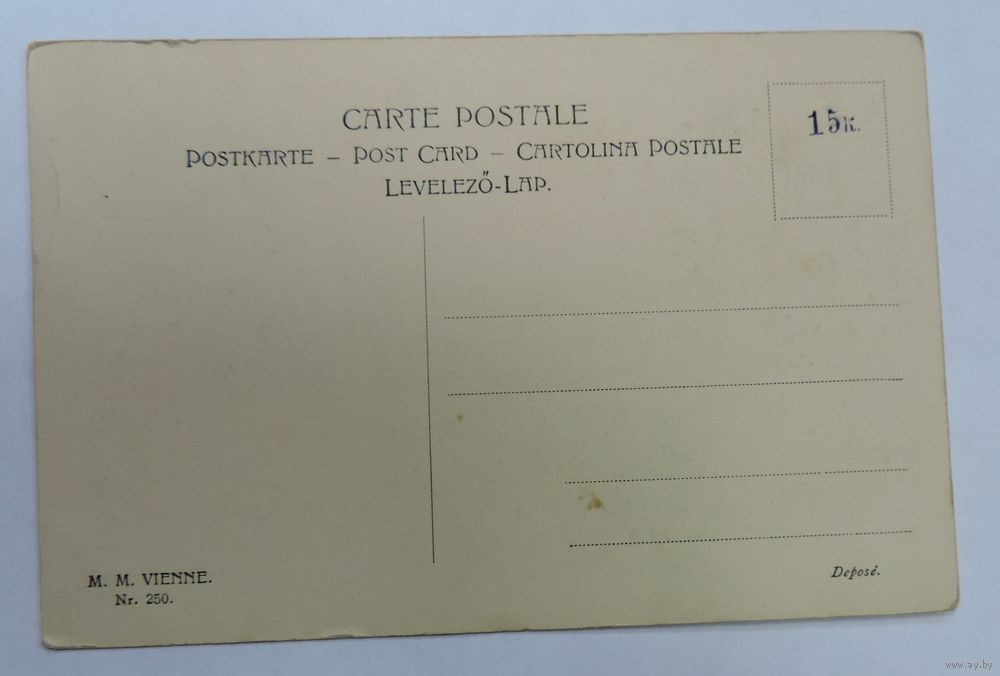 CARTE POSTALE
POSTKARTE – POST CARD – CARTOLINA POSTALE
LEVELEZŐ-LAP.
15к.
M. M. VIENNE.
Nr. 250.
Deposé.
www.ay.by